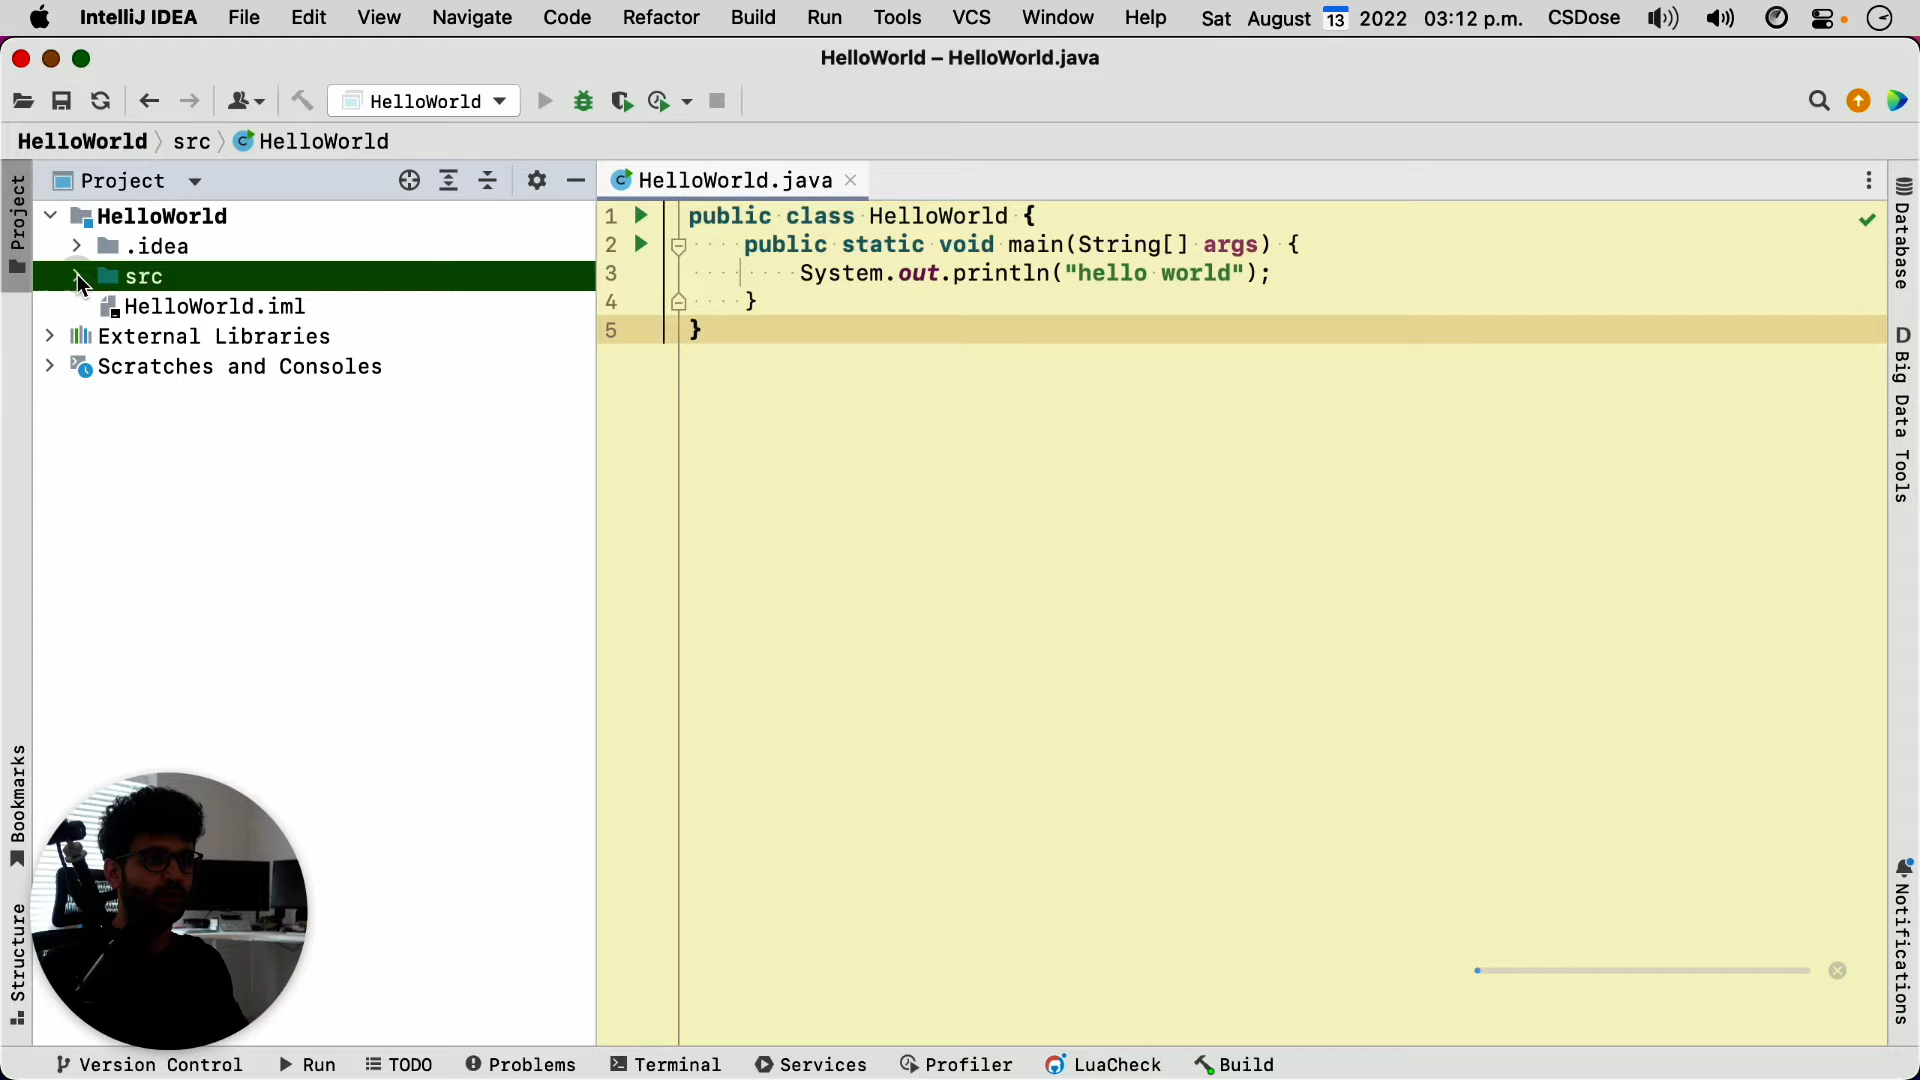 IntelliJ IDEA File Edit View Navigate Code Refactor Build Run Tools VCS Window Help Sat August 13 2022 03:12 p.m. CSDose
HelloWorld – HelloWorld.java
HelloWorld
HelloWorld src HelloWorld
Project
Project
HelloWorld
.idea
src
HelloWorld.iml
External Libraries
Scratches and Consoles
HelloWorld.java
1 public class HelloWorld {
2 public static void main(String[] args) {
3 System.out.println("hello world");
4 }
5 }
Database
D Big Data Tools
Notifications
Bookmarks
Structure
Version Control Run TODO Problems Terminal Services Profiler LuaCheck Build